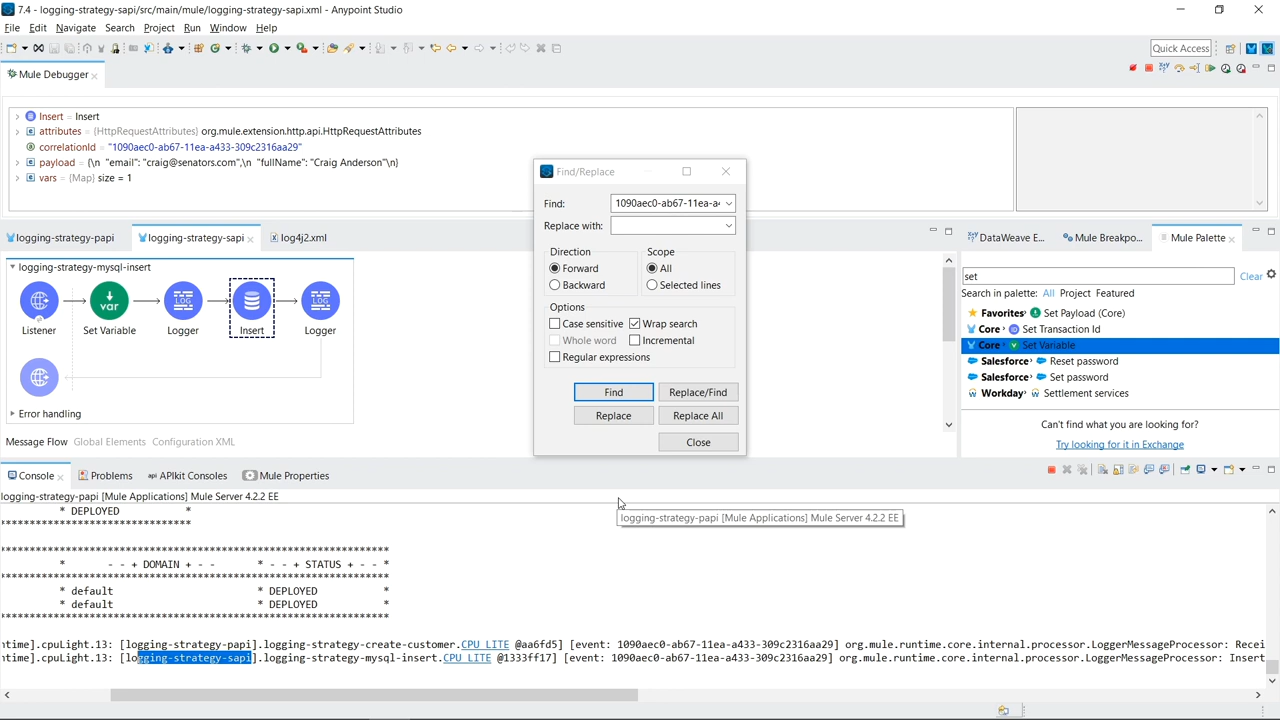 7.4 - logging-strategy-sapi/src/main/mule/logging-strategy-sapi.xml - Anypoint Studio
File Edit Navigate Search Project Run Window Help
Quick Access
Mule Debugger
Insert = Insert
attributes = {HttpRequestAttributes} org.mule.extension.http.api.HttpRequestAttributes
correlationId = "1090aec0-ab67-11ea-a433-309c2316aa29"
payload = {\n "email": "craig@senators.com",\n "fullName": "Craig Anderson"\n}
vars = {Map} size = 1
Find/Replace
Find: 1090aec0-ab67-11ea-a
Replace with:
Direction Scope
Forward All
Backward Selected lines
Options
Case sensitive Wrap search
Whole word Incremental
Regular expressions
Find Replace/Find
Replace Replace All
Close
logging-strategy-papi logging-strategy-sapi log4j2.xml
logging-strategy-mysql-insert
var LOG LOG
Listener Set Variable Logger Insert Logger
Error handling
Message Flow Global Elements Configuration XML
DataWeave E... Mule Breakpo... Mule Palette
set Clear
Search in palette: All Project Featured
Favorites Set Payload (Core)
Core Set Transaction Id
Core Set Variable
Salesforce Reset password
Salesforce Set password
Workday Settlement services
Can't find what you are looking for?
Try looking for it in Exchange
Console Problems api APIkit Consoles Mule Properties
logging-strategy-papi [Mule Applications] Mule Server 4.2.2 EE
logging-strategy-papi [Mule Applications] Mule Server 4.2.2 EE
* DEPLOYED *
*******************************
*****************************************************************
* - - + DOMAIN + - - * - - + STATUS + - - *
*****************************************************************
* default * DEPLOYED *
* default * DEPLOYED *
*****************************************************************
ntime].cpuLight.13: [logging-strategy-papi].logging-strategy-create-customer.CPU_LITE @aa6fd5] [event: 1090aec0-ab67-11ea-a433-309c2316aa29] org.mule.runtime.core.internal.processor.LoggerMessageProcessor: Recei
ntime].cpuLight.13: [logging-strategy-sapi].logging-strategy-mysql-insert.CPU_LITE @1333ff17] [event: 1090aec0-ab67-11ea-a433-309c2316aa29] org.mule.runtime.core.internal.processor.LoggerMessageProcessor: Insert